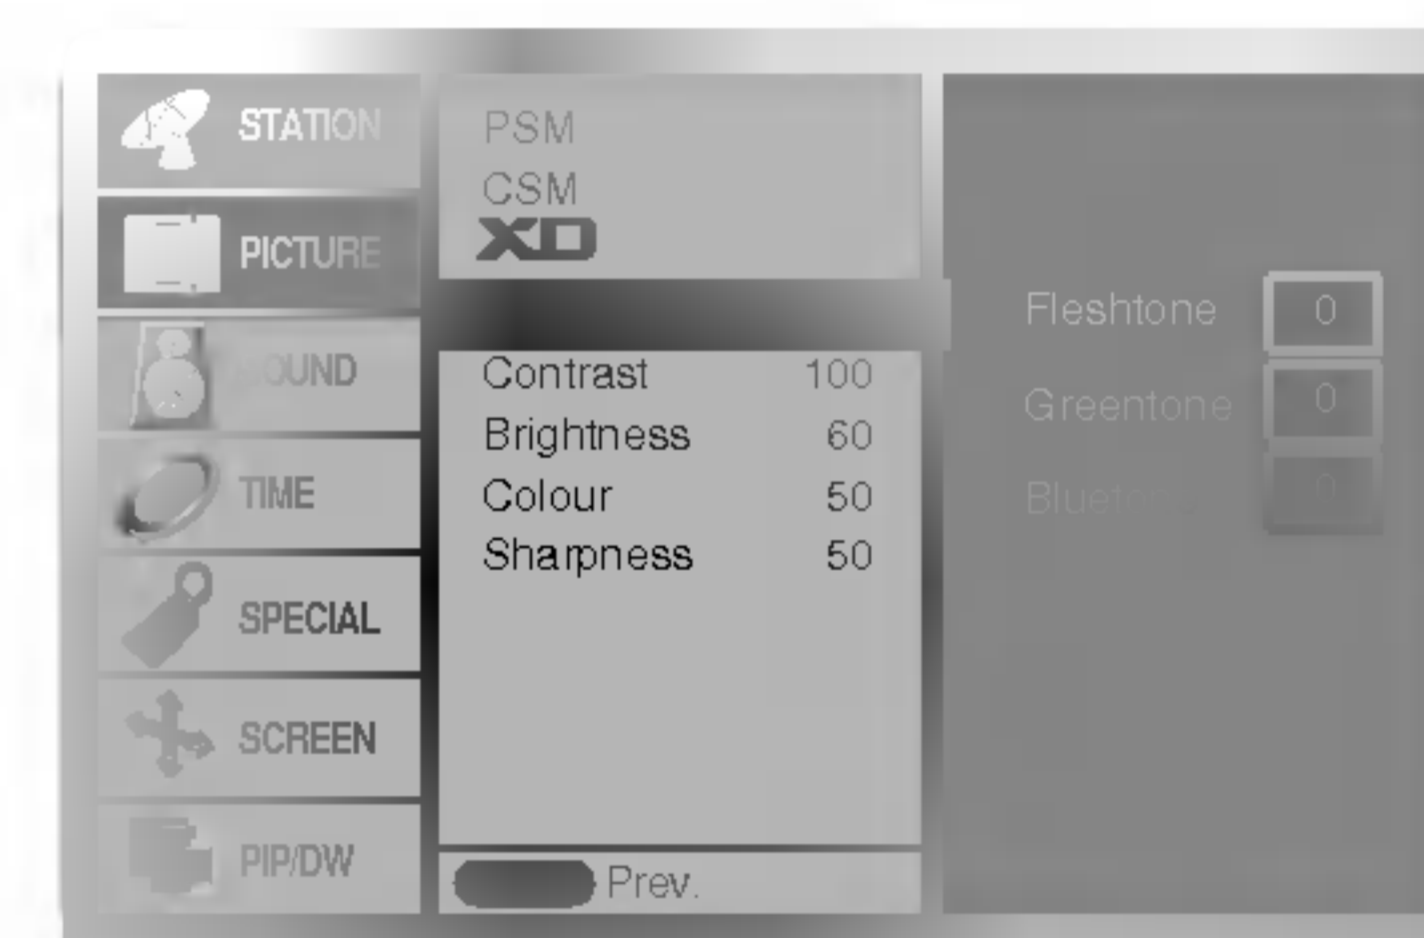 STATION
PICTURE
TIME
SPECIAL
SCREEN
PIP/DW
PSM
CSM
XD
Contrast 100
Brightness 60
Colour 50
Sharpness 50
Prev.
Fleshtone 0
Greentone 0
0